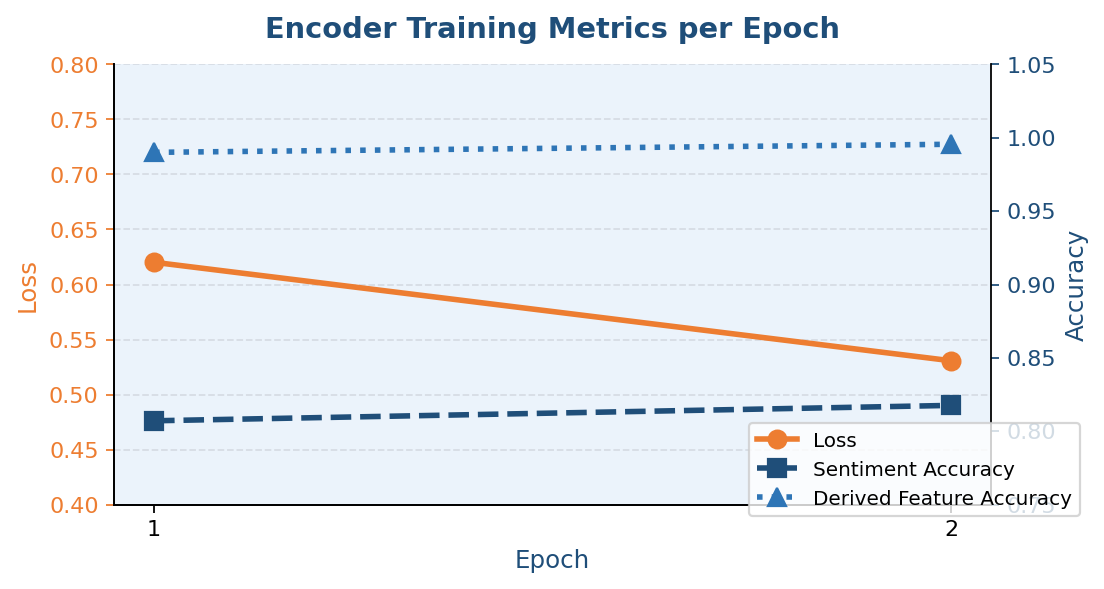 Encoder Training Metrics per Epoch
Loss
0.80
0.75
0.70
0.65
0.60
0.55
0.50
0.45
0.40
1.05
1.00
0.95
0.90
0.85
0.80
0.75
Accuracy
Loss
Sentiment Accuracy
Derived Feature Accuracy
1
2
Epoch